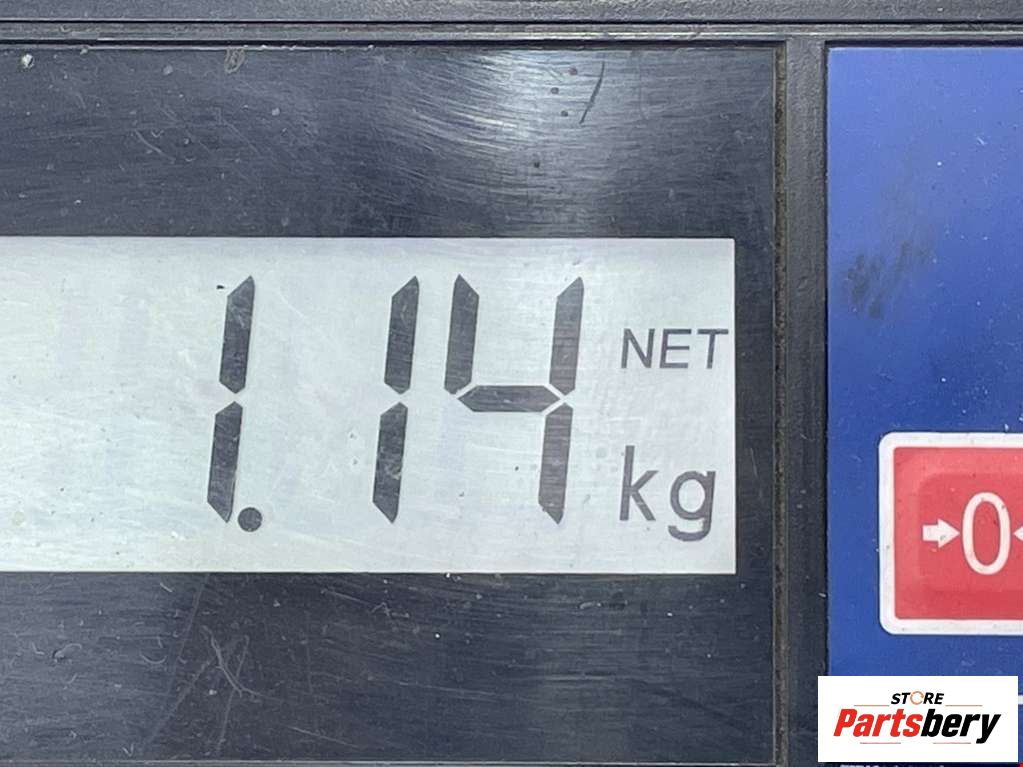 1.14
NET
kg
0
STORE
Partsbery